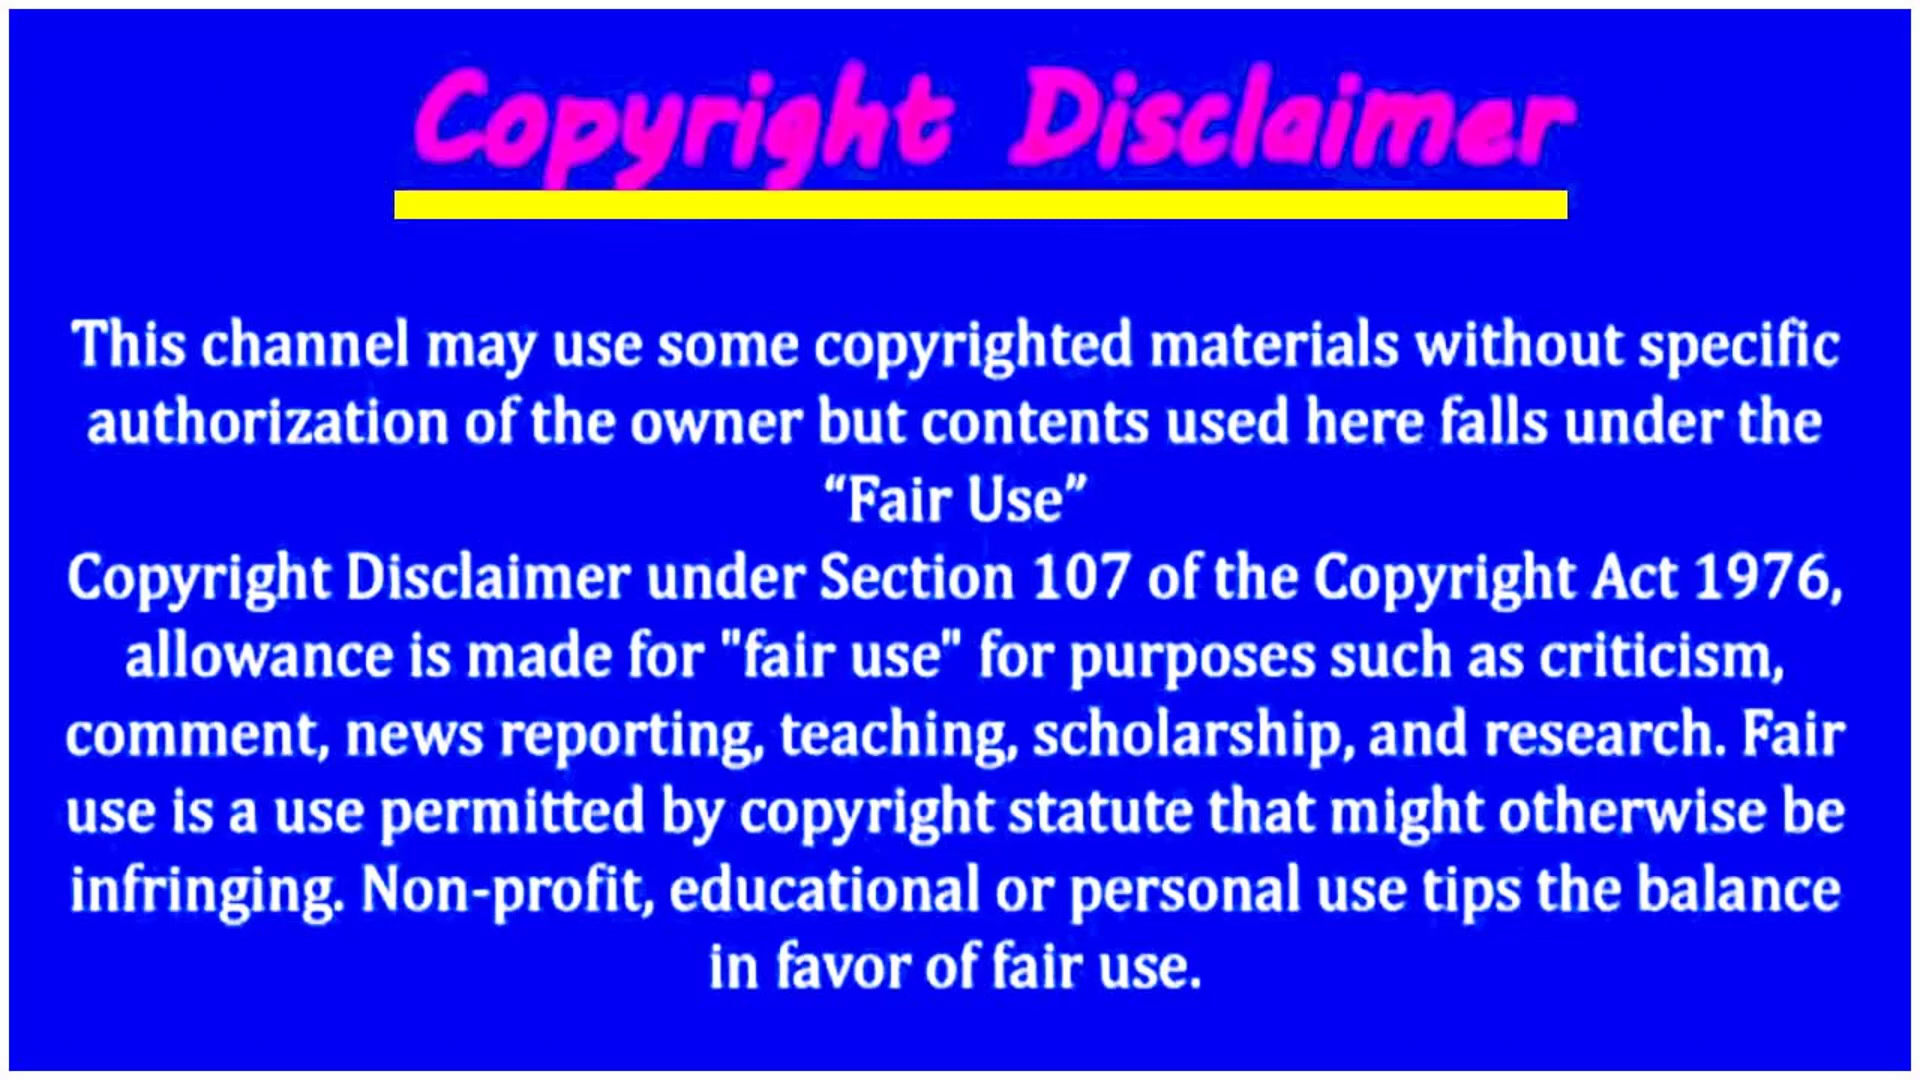 Copyright Disclaimer
This channel may use some copyrighted materials without specific
authorization of the owner but contents used here falls under the
“Fair Use”
Copyright Disclaimer under Section 107 of the Copyright Act 1976,
allowance is made for "fair use" for purposes such as criticism,
comment, news reporting, teaching, scholarship, and research. Fair
use is a use permitted by copyright statute that might otherwise be
infringing. Non-profit, educational or personal use tips the balance
in favor of fair use.